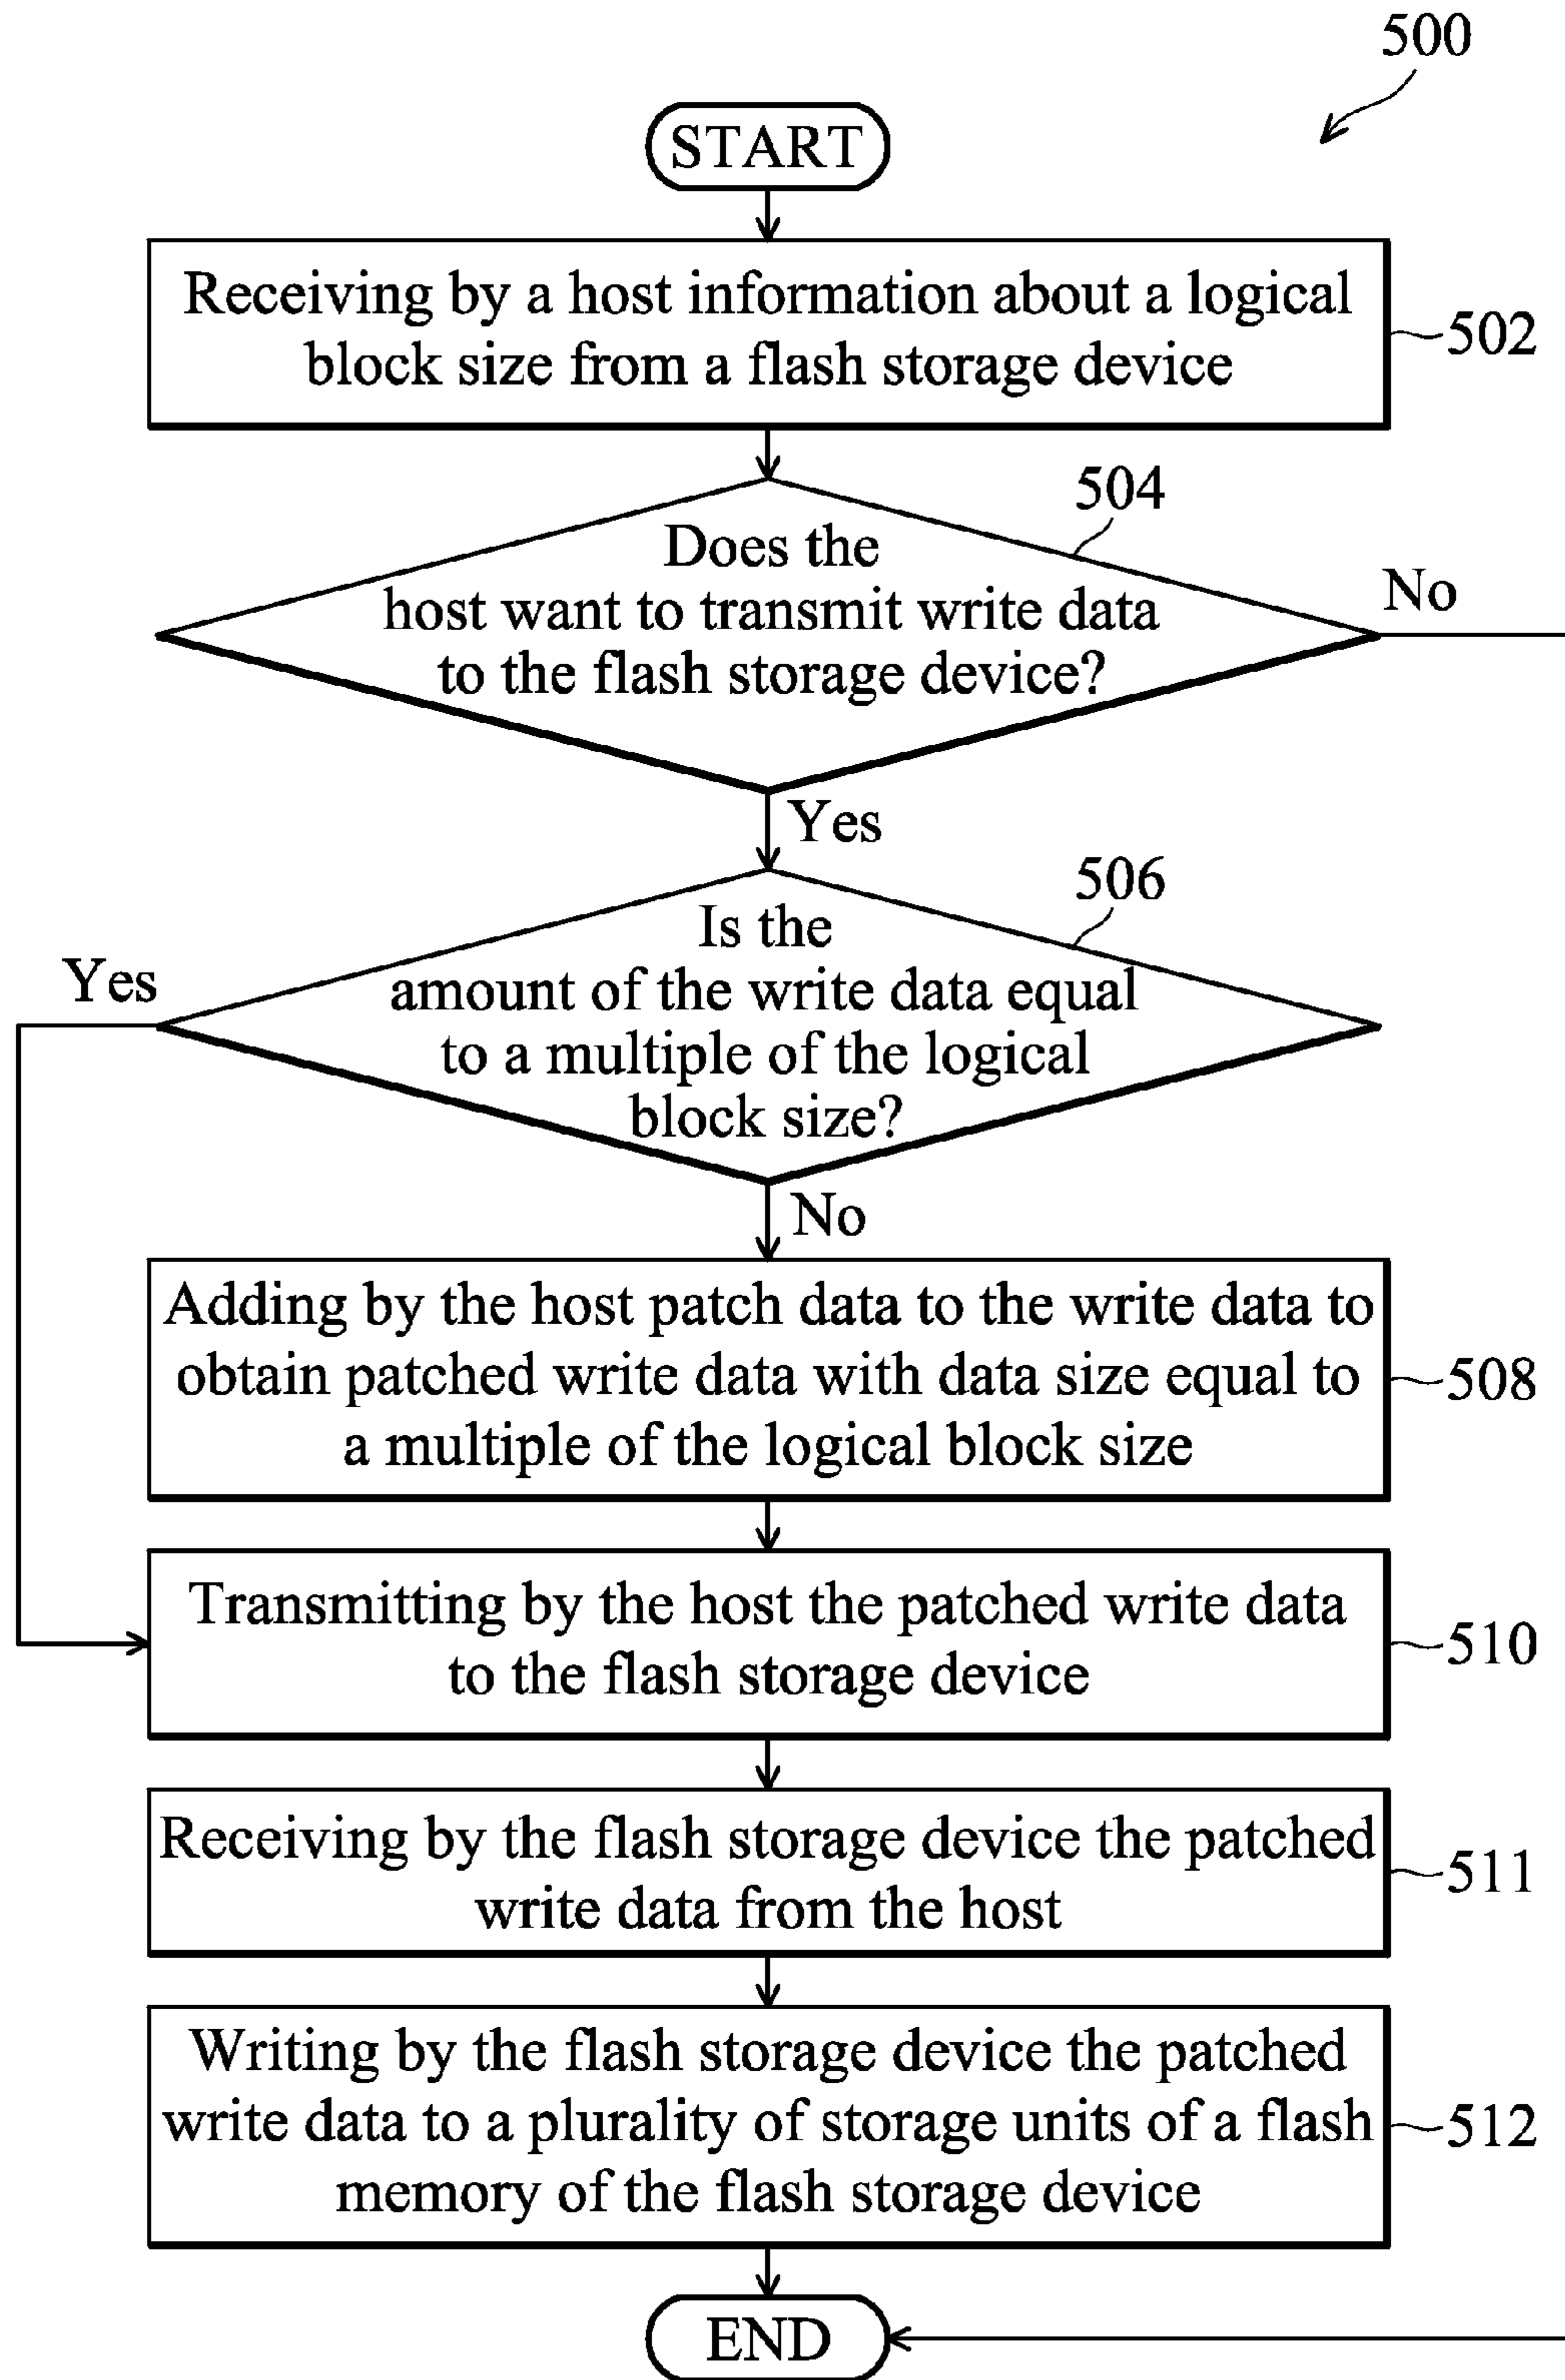 500
START
Receiving by a host information about a logical
block size from a flash storage device
502
504
Does the
host want to transmit write data
to the flash storage device?
No
Yes
506
Is the
amount of the write data equal
to a multiple of the logical
block size?
Yes
No
Adding by the host patch data to the write data to
obtain patched write data with data size equal to
a multiple of the logical block size
508
Transmitting by the host the patched write data
to the flash storage device
510
Receiving by the flash storage device the patched
write data from the host
511
Writing by the flash storage device the patched
write data to a plurality of storage units of a flash
memory of the flash storage device
512
END